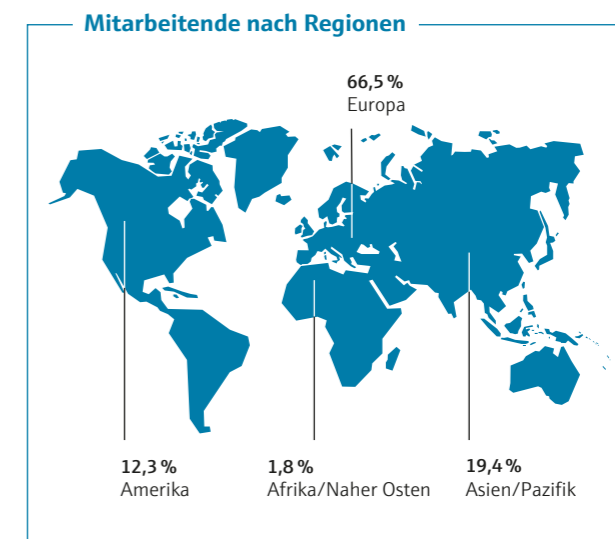 Mitarbeitende nach Regionen
66,5 %
Europa
12,3 %
Amerika
1,8 %
Afrika/Naher Osten
19,4 %
Asien/Pazifik